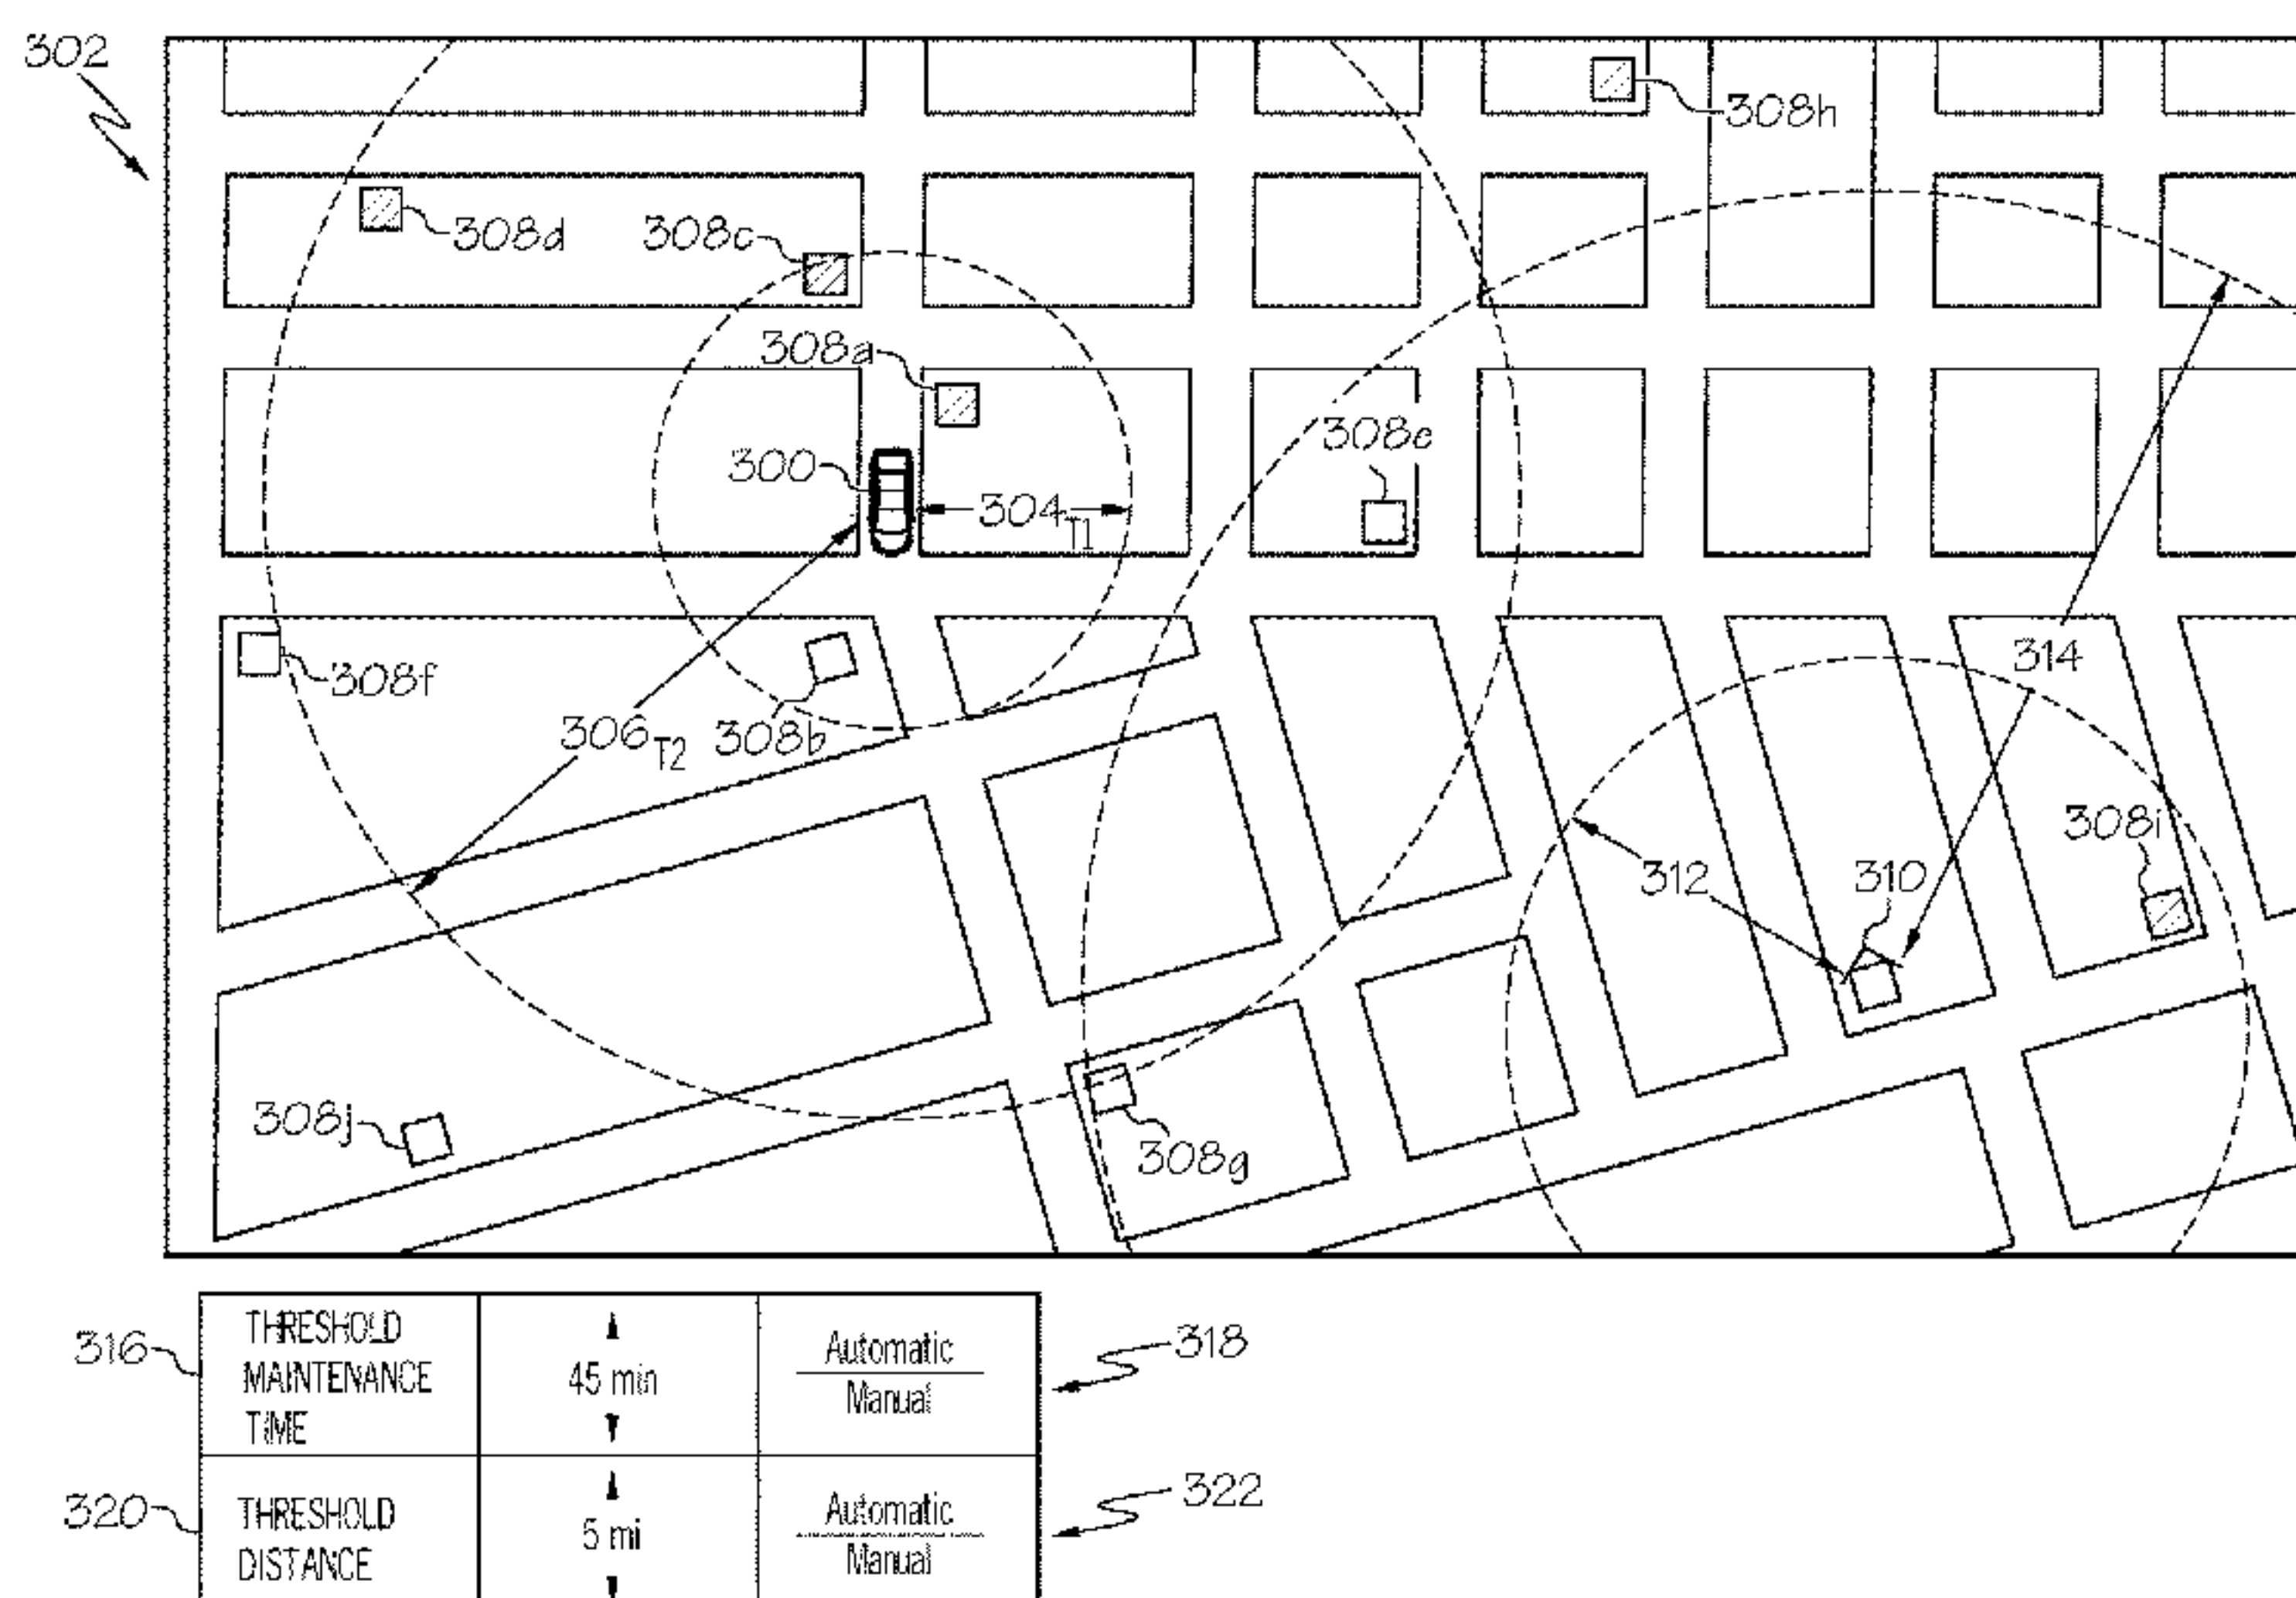 302
308h
308d
308c
308a
308e
300
304T1
314
308f
306T2
308b
308i
312
310
308j
308g
316
THRESHOLD
MAINTENANCE
TIME
45 min
Automatic
Manual
318
320
THRESHOLD
DISTANCE
5 mi
Automatic
Manual
322